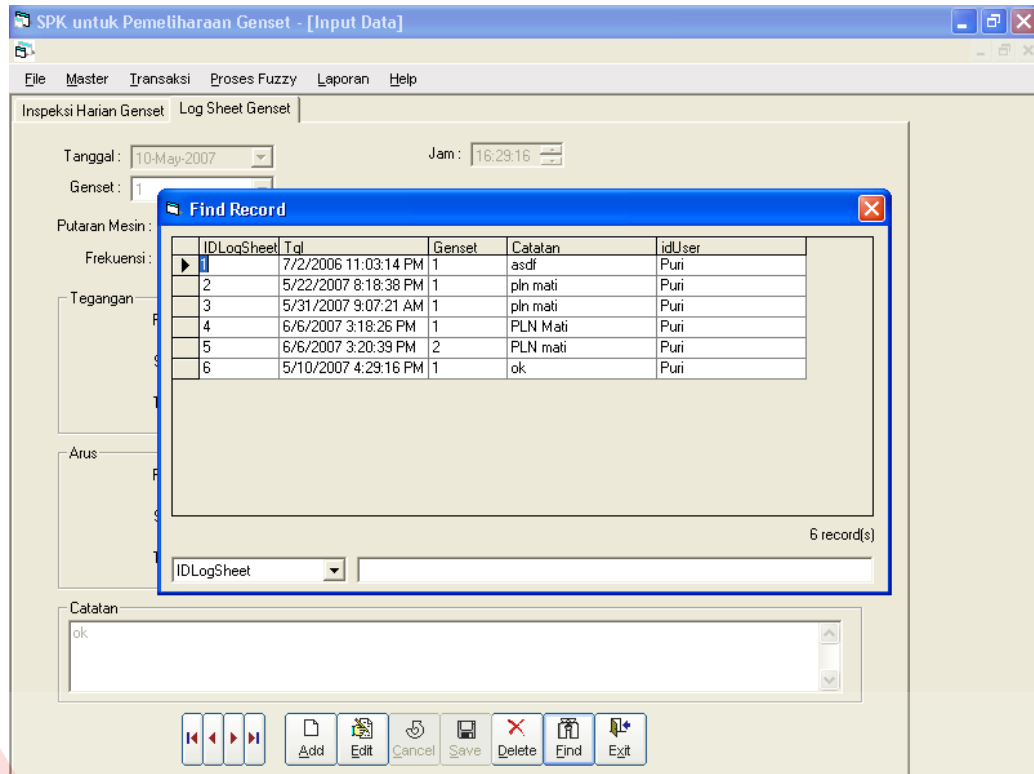 SPK untuk Pemeliharaan Genset - [Input Data]
File Master Transaksi Proses Fuzzy Laporan Help
Inspeksi Harian Genset Log Sheet Genset
Tanggal : 10-May-2007 Jam : 16:29:16
Genset : 1
Find Record
Putaran Mesin :
Frekuensi :
IDLogSheet Tgl Genset Catatan idUser
1 7/2/2006 11:03:14 PM 1 asdf Puri
2 5/22/2007 8:18:38 PM 1 pln mati Puri
3 5/31/2007 9:07:21 AM 1 pln mati Puri
4 6/6/2007 3:18:26 PM 1 PLN Mati Puri
5 6/6/2007 3:20:39 PM 2 PLN mati Puri
6 5/10/2007 4:29:16 PM 1 ok Puri
Tegangan
Arus
6 record(s)
IDLogSheet
Catatan
ok
Add Edit Cancel Save Delete Find Exit